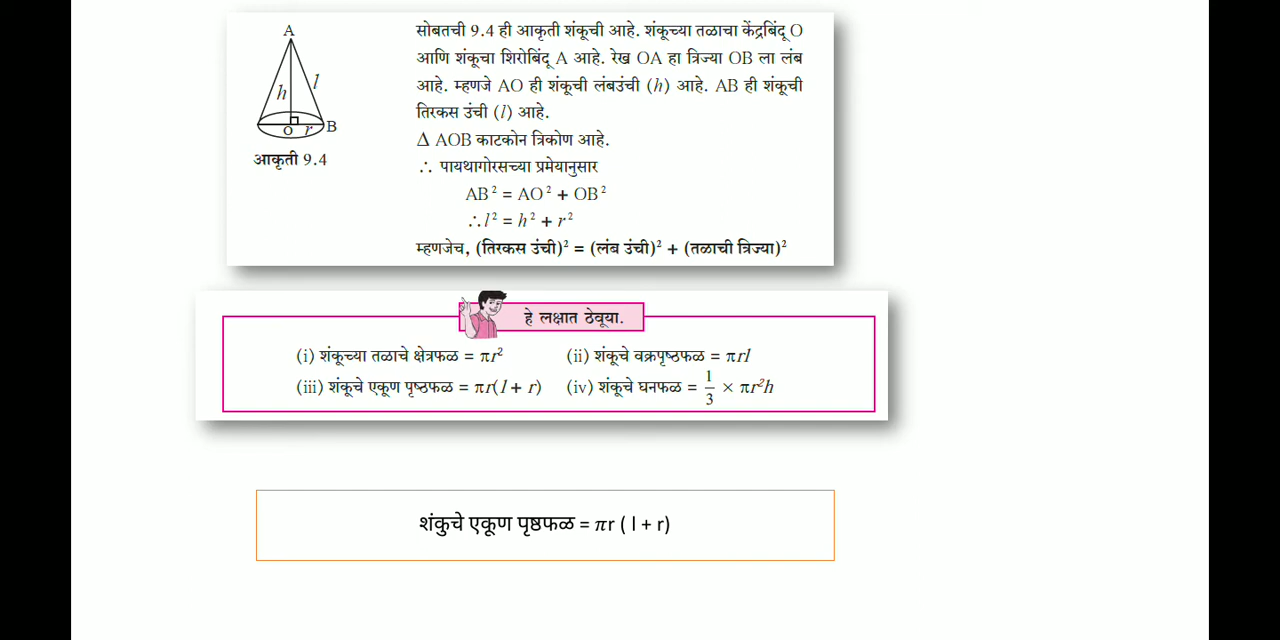 A
सोबतची 9.4 ही आकृती शंकूची आहे. शंकूच्या तळाचा केंद्रबिंदू O
आणि शंकूचा शिरोबिंदू A आहे. रेख OA हा त्रिज्या OB ला लंब
आहे. म्हणजे AO ही शंकूची लंबउंची (h) आहे. AB ही शंकूची
तिरकस उंची (l) आहे.
h l
O r B
आकृती 9.4
Δ AOB काटकोन त्रिकोण आहे.
∴ पायथागोरसच्या प्रमेयानुसार
AB² = AO² + OB²
∴ l² = h² + r²
म्हणजेच, (तिरकस उंची)² = (लंब उंची)² + (तळाची त्रिज्या)²
हे लक्षात ठेवूया.
(i) शंकूच्या तळाचे क्षेत्रफळ = πr² (ii) शंकूचे वक्रपृष्ठफळ = πrl
(iii) शंकूचे एकूण पृष्ठफळ = πr(l + r) (iv) शंकूचे घनफळ = 1/3 × πr²h
शंकुचे एकूण पृष्ठफळ = πr ( l + r)